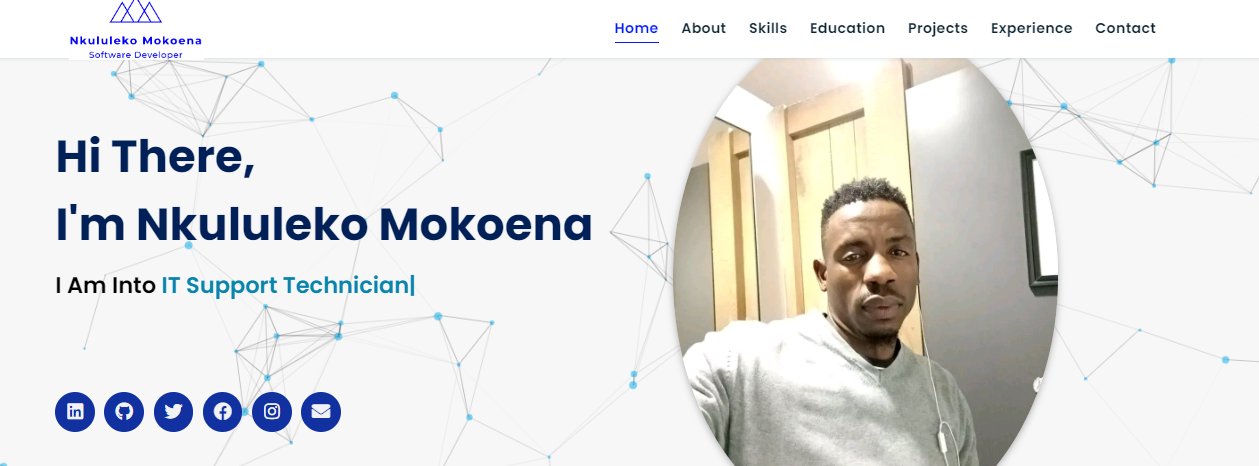 Nkululeko Mokoena
Software Developer
Home About Skills Education Projects Experience Contact
Hi There,
I'm Nkululeko Mokoena
I Am Into IT Support Technician|